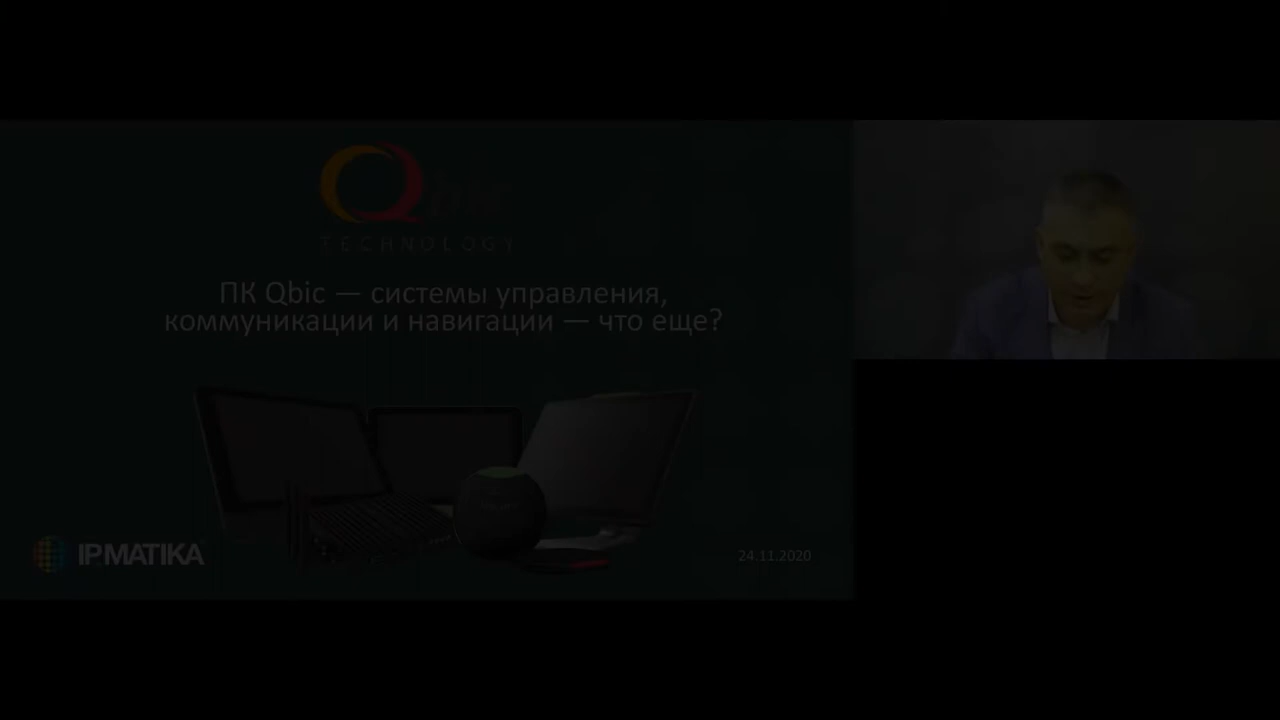 Qbic
TECHNOLOGY
ПК Qbic — системы управления,
коммуникации и навигации — что еще?
IPMATIKA
24.11.2020